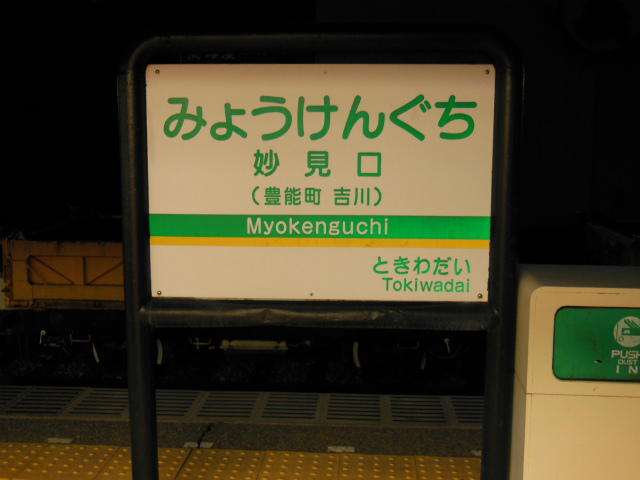 みょうけんぐち
妙見口
(豊能町 吉川)
Myokenguchi
ときわだい
Tokiwadai
PUSH
DUST
IN